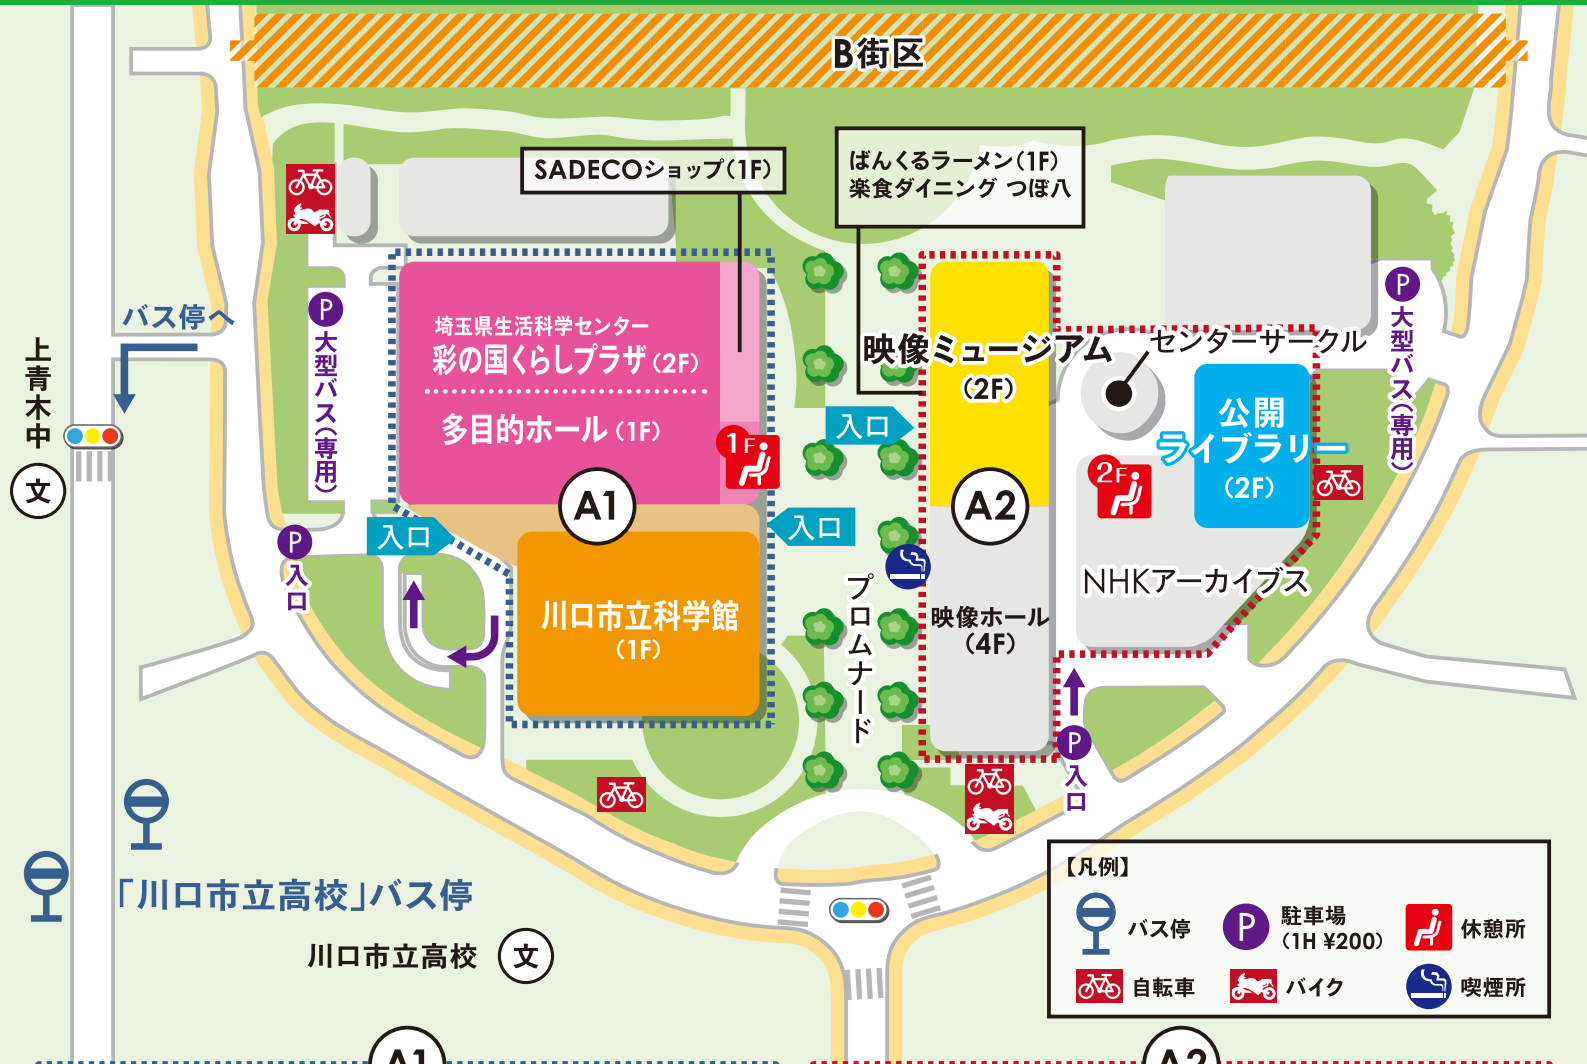 B街区
SADECOショップ(1F)
ばんくるラーメン(1F)
楽食ダイニング つぼ八
P
大型バス(専用)
バス停へ
上青木中
文
埼玉県生活科学センター
彩の国くらしプラザ(2F)
多目的ホール(1F)
1F
A1
入口
入口
P
入口
川口市立科学館
(1F)
映像ミュージアム
(2F)
入口
A2
映像ホール
(4F)
プロムナード
センターサークル
公開
ライブラリー
(2F)
2F
NHKアーカイブス
P
大型バス(専用)
P
入口
「川口市立高校」バス停
川口市立高校
文
【凡例】
バス停
P
駐車場
(1H ¥200)
休憩所
自転車
バイク
喫煙所
A1
A2